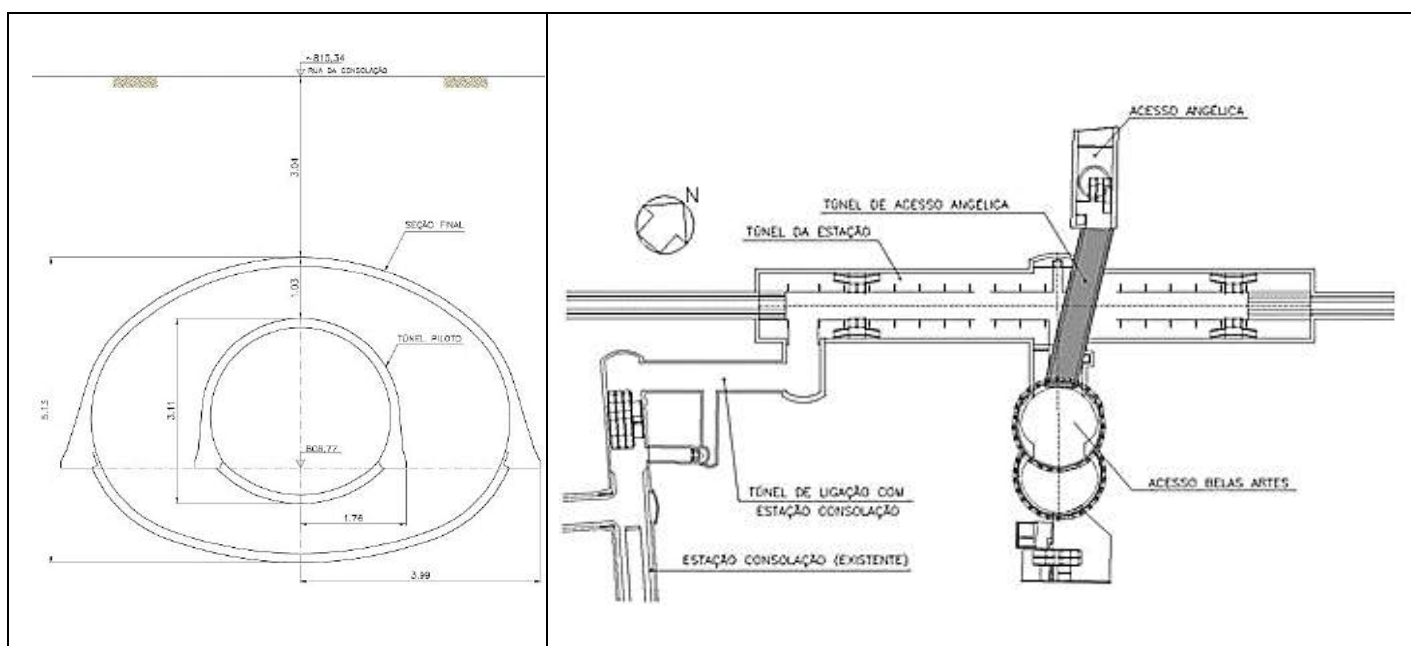 ~815,34
RUA DA CONSOLAÇÃO
3.04
SEÇÃO FINAL
1.03
TÚNEL PILOTO
5.13
3.11
808,77
1.76
3.99
ACESSO ANGÉLICA
N
TÚNEL DE ACESSO ANGÉLICA
TÚNEL DA ESTAÇÃO
TÚNEL DE LIGAÇÃO COM
ESTAÇÃO CONSOLAÇÃO
ACESSO BELAS ARTES
ESTAÇÃO CONSOLAÇÃO (EXISTENTE)